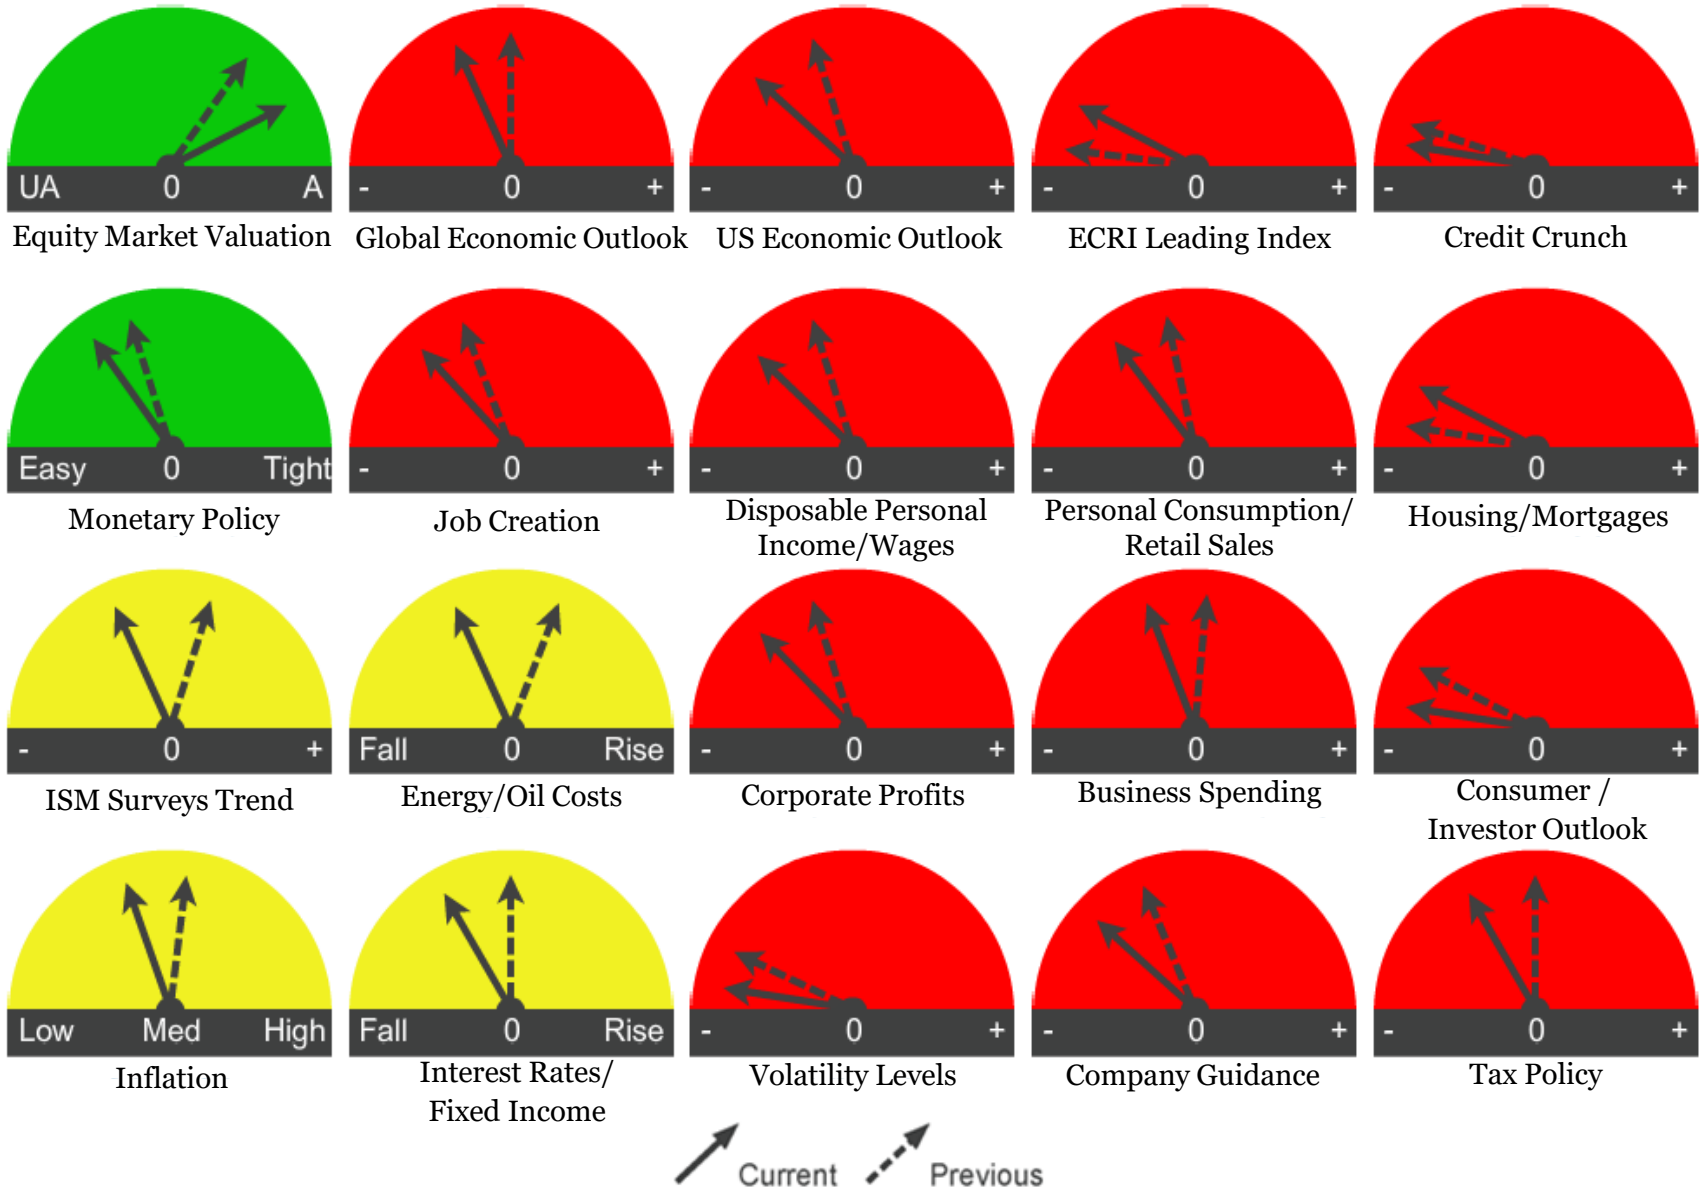 UA 0 A
- 0 +
- 0 +
- 0 +
- 0 +
Equity Market Valuation
Global Economic Outlook
US Economic Outlook
ECRI Leading Index
Credit Crunch
Easy 0 Tight
- 0 +
- 0 +
- 0 +
- 0 +
Monetary Policy
Job Creation
Disposable Personal
Income/Wages
Personal Consumption/
Retail Sales
Housing/Mortgages
- 0 +
Fall 0 Rise
- 0 +
- 0 +
- 0 +
ISM Surveys Trend
Energy/Oil Costs
Corporate Profits
Business Spending
Consumer /
Investor Outlook
Low Med High
Fall 0 Rise
- 0 +
- 0 +
- 0 +
Inflation
Interest Rates/
Fixed Income
Volatility Levels
Company Guidance
Tax Policy
Current
Previous